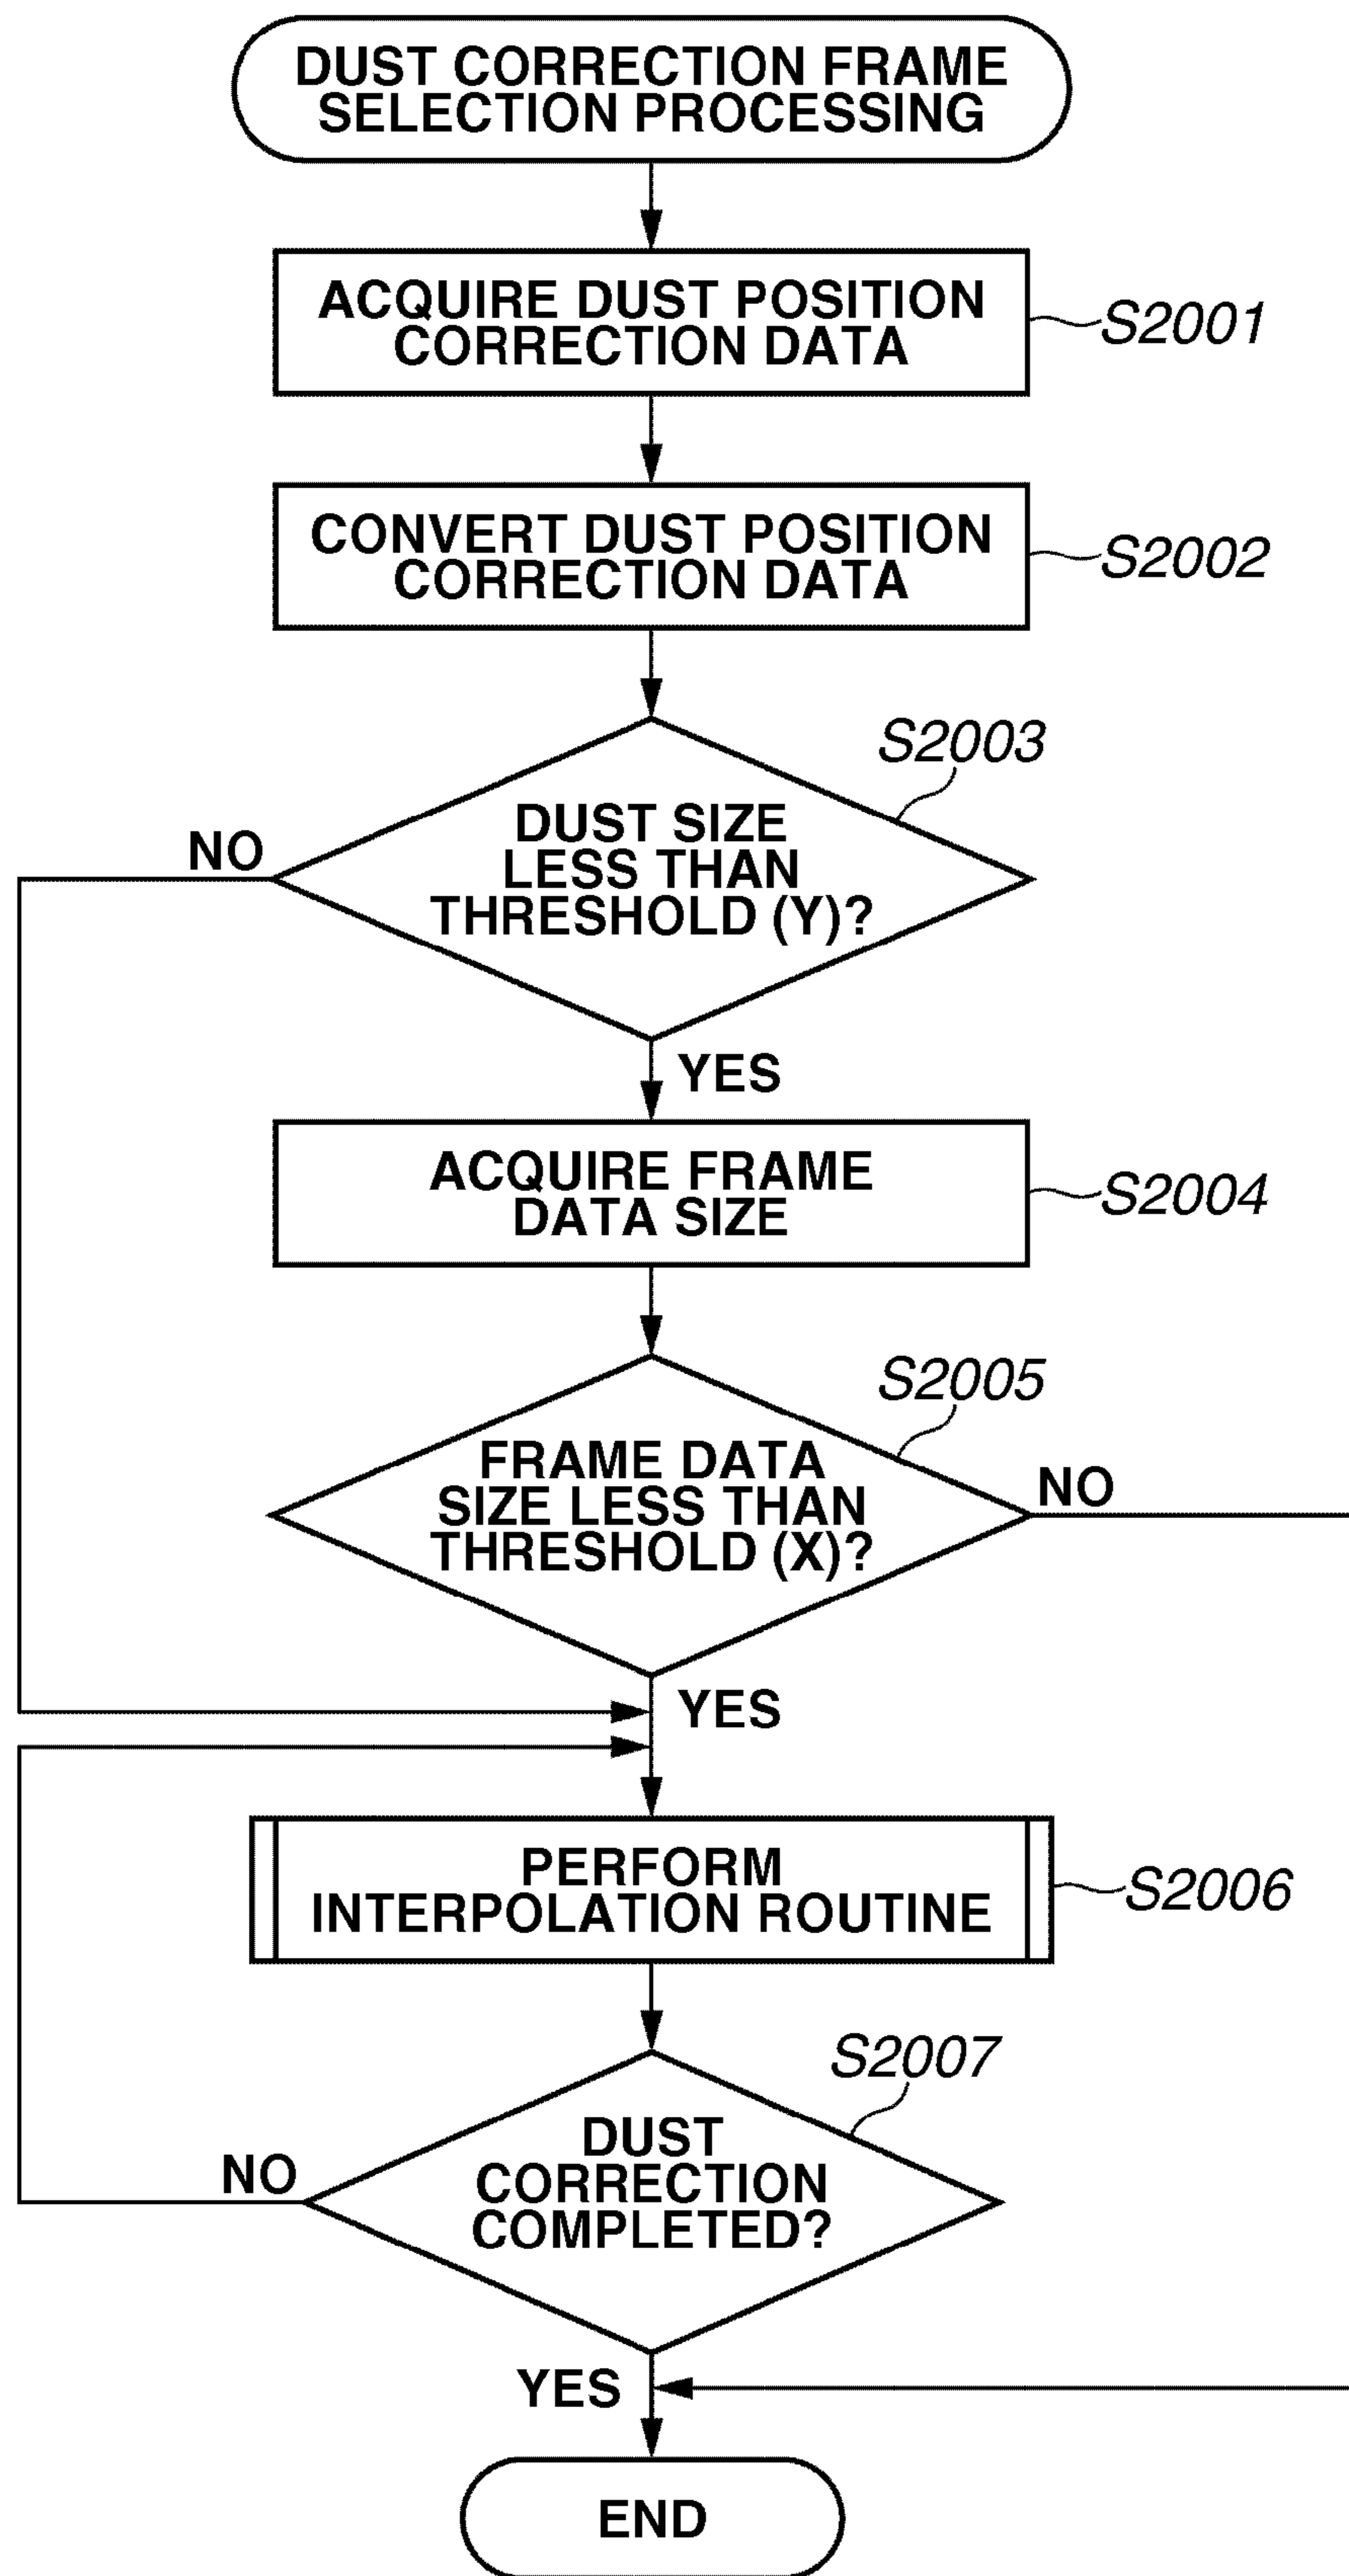 DUST CORRECTION FRAME
SELECTION PROCESSING
ACQUIRE DUST POSITION
CORRECTION DATA
S2001
CONVERT DUST POSITION
CORRECTION DATA
S2002
S2003
DUST SIZE
LESS THAN
THRESHOLD (Y)?
NO
YES
ACQUIRE FRAME
DATA SIZE
S2004
S2005
FRAME DATA
SIZE LESS THAN
THRESHOLD (X)?
NO
YES
PERFORM
INTERPOLATION ROUTINE
S2006
S2007
DUST
CORRECTION
COMPLETED?
NO
YES
END